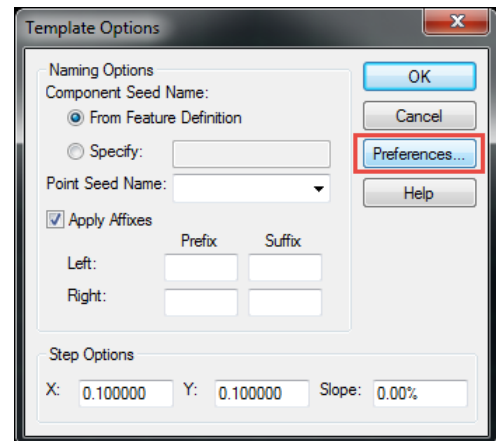 Template Options
Naming Options
Component Seed Name:
From Feature Definition
Specify:
Point Seed Name:
Apply Affixes
Prefix Suffix
Left:
Right:
OK
Cancel
Preferences...
Help
Step Options
X: 0.100000 Y: 0.100000 Slope: 0.00%